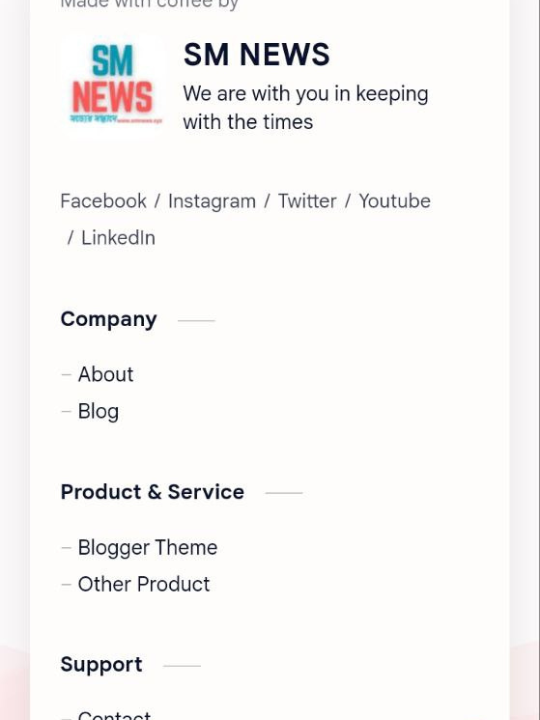 Made with coffee by
SM
NEWS
SM NEWS
We are with you in keeping
with the times
Facebook / Instagram / Twitter / Youtube
/ LinkedIn
Company
– About
– Blog
Product & Service
– Blogger Theme
– Other Product
Support
– Contact